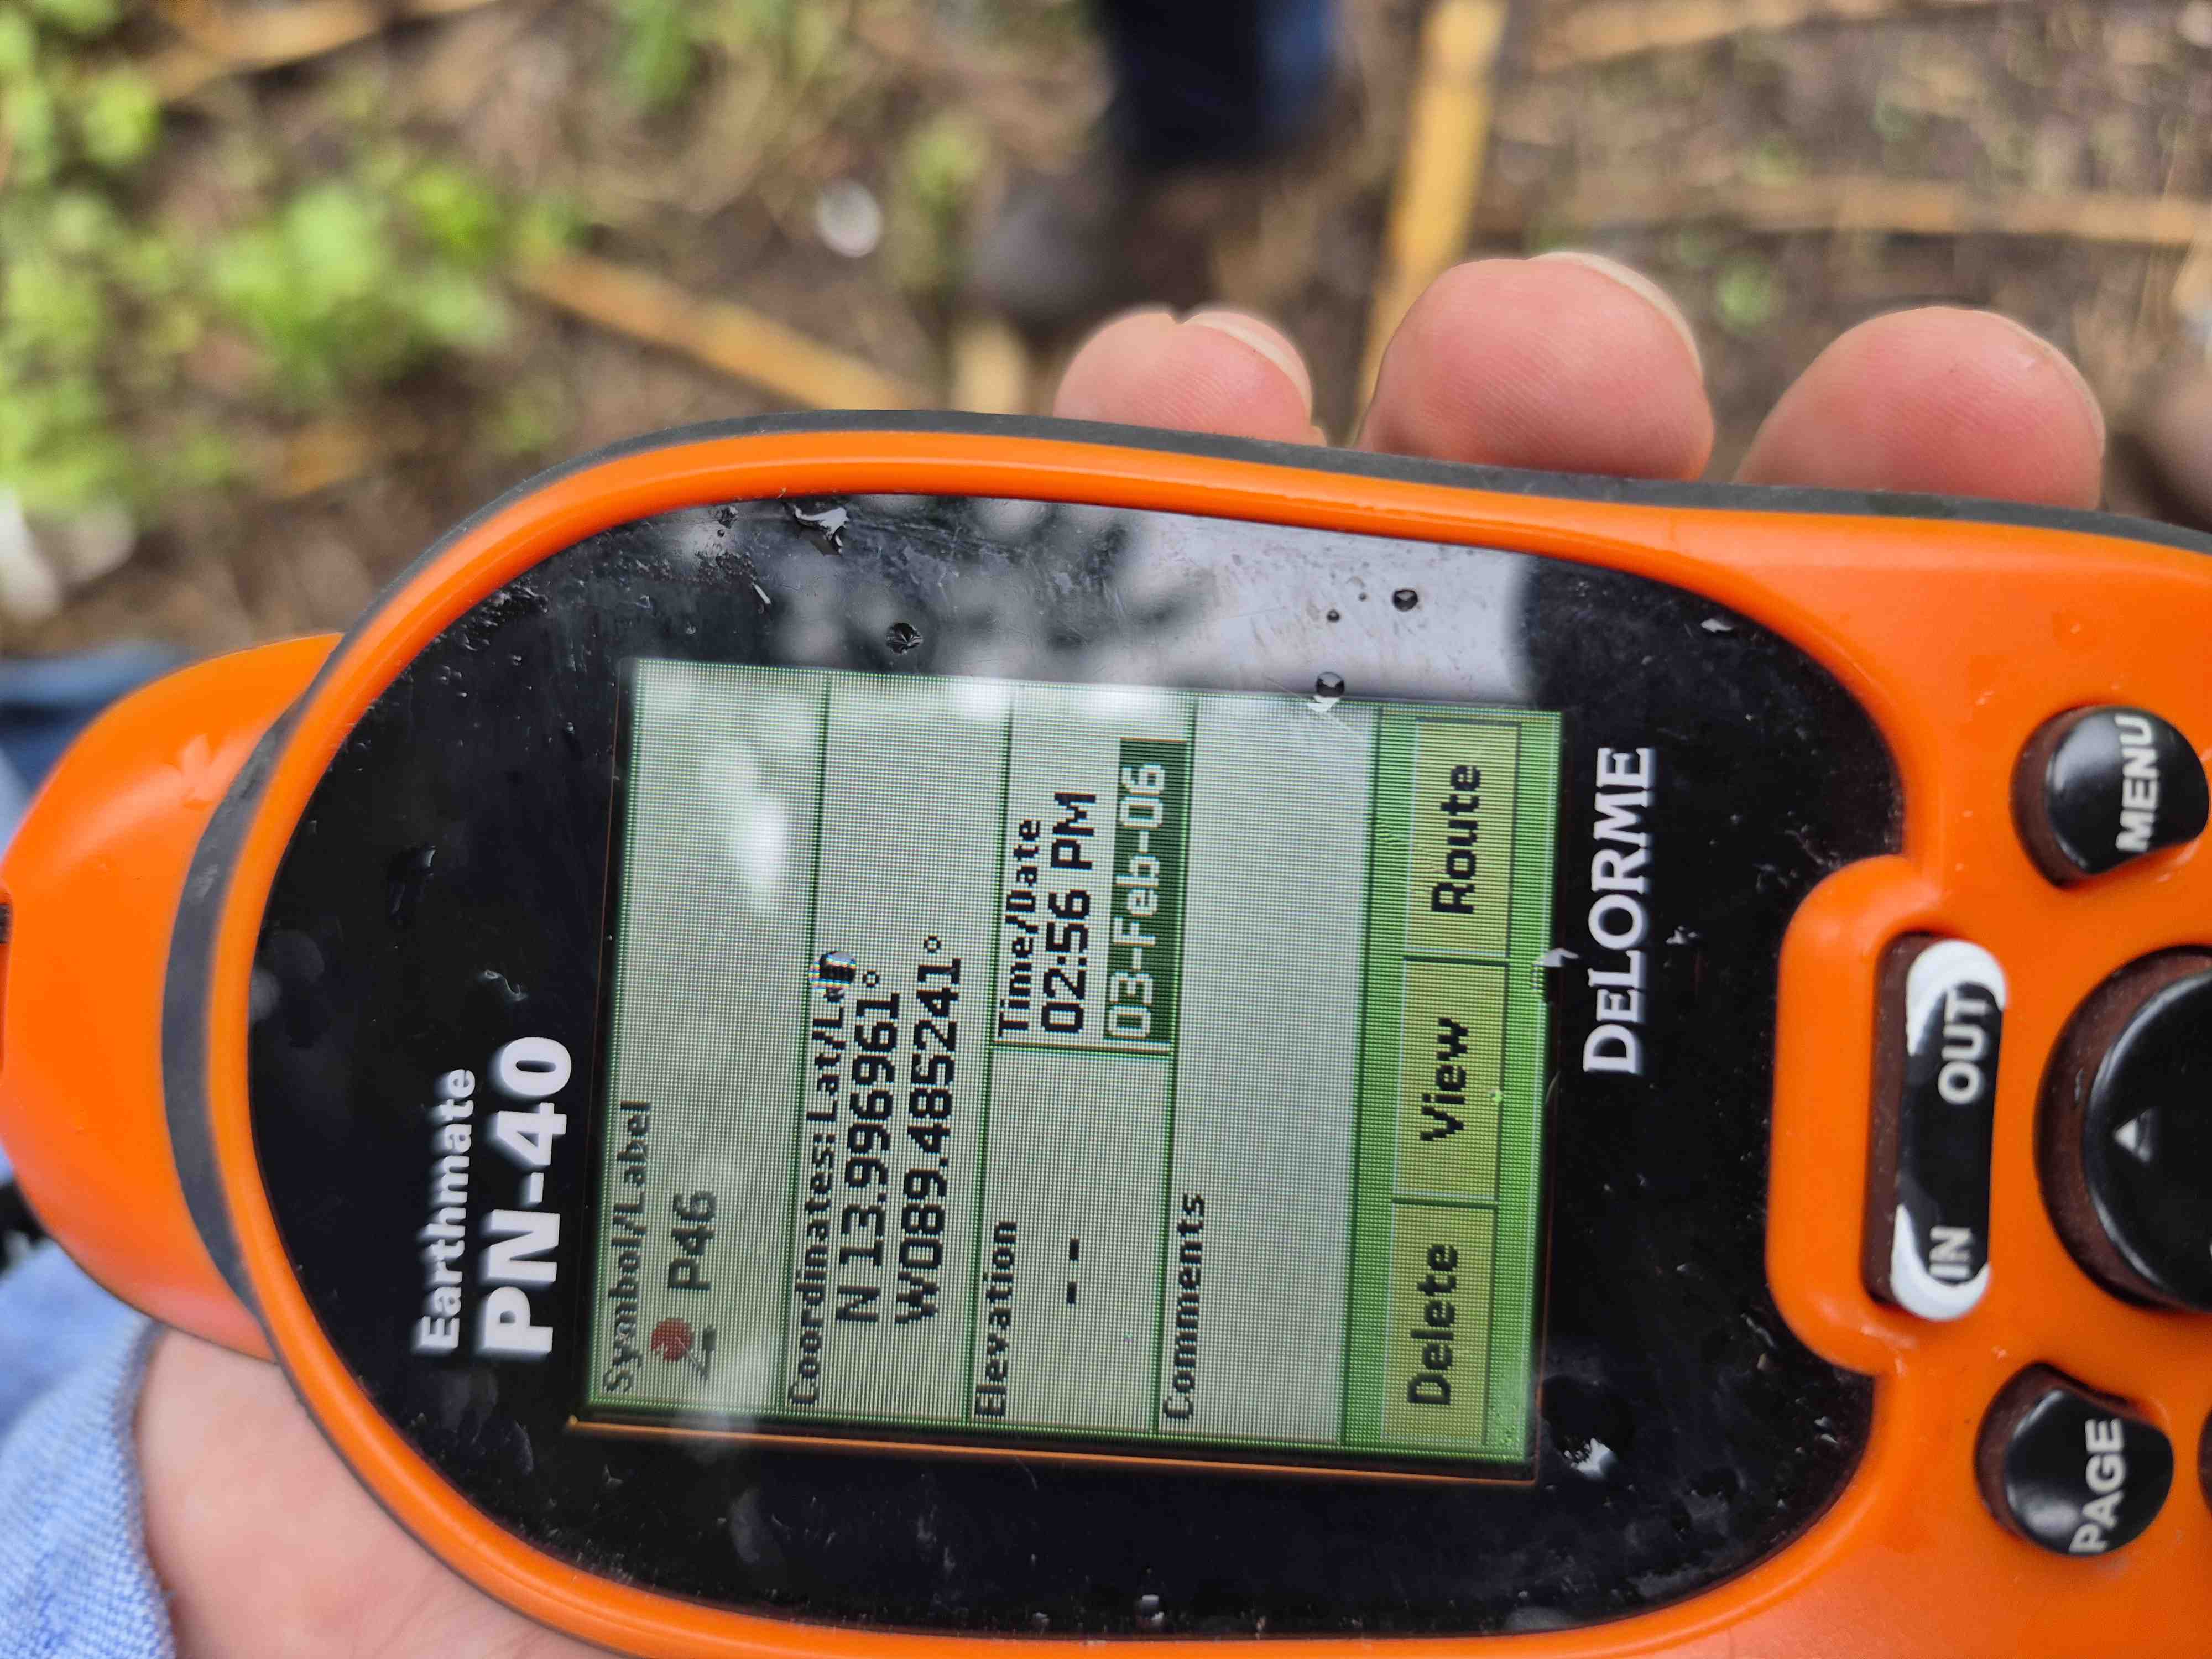 Earthmate
PN-40
Symbol/Label
P46
Coordinates::Lat/Lon
N 13.996961°
W089.485241°
Elevation
--
Time/Date
02:56 PM
03-Feb-06
Comments
Delete View Route
DELORME
PAGE IN OUT MENU